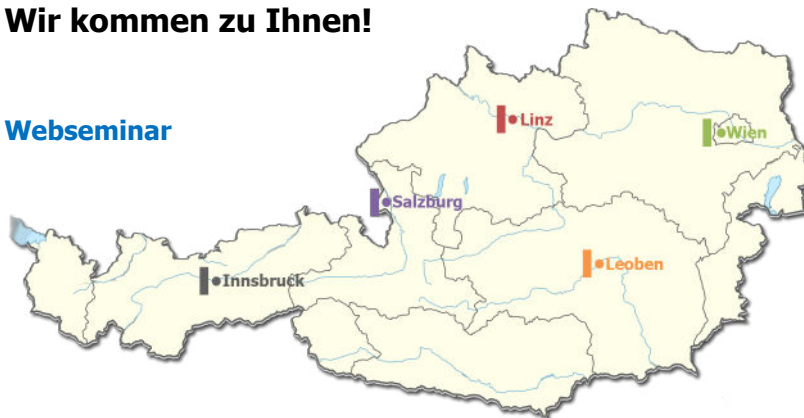 Wir kommen zu Ihnen!
Webseminar
Linz
Wien
Salzburg
Leoben
Innsbruck